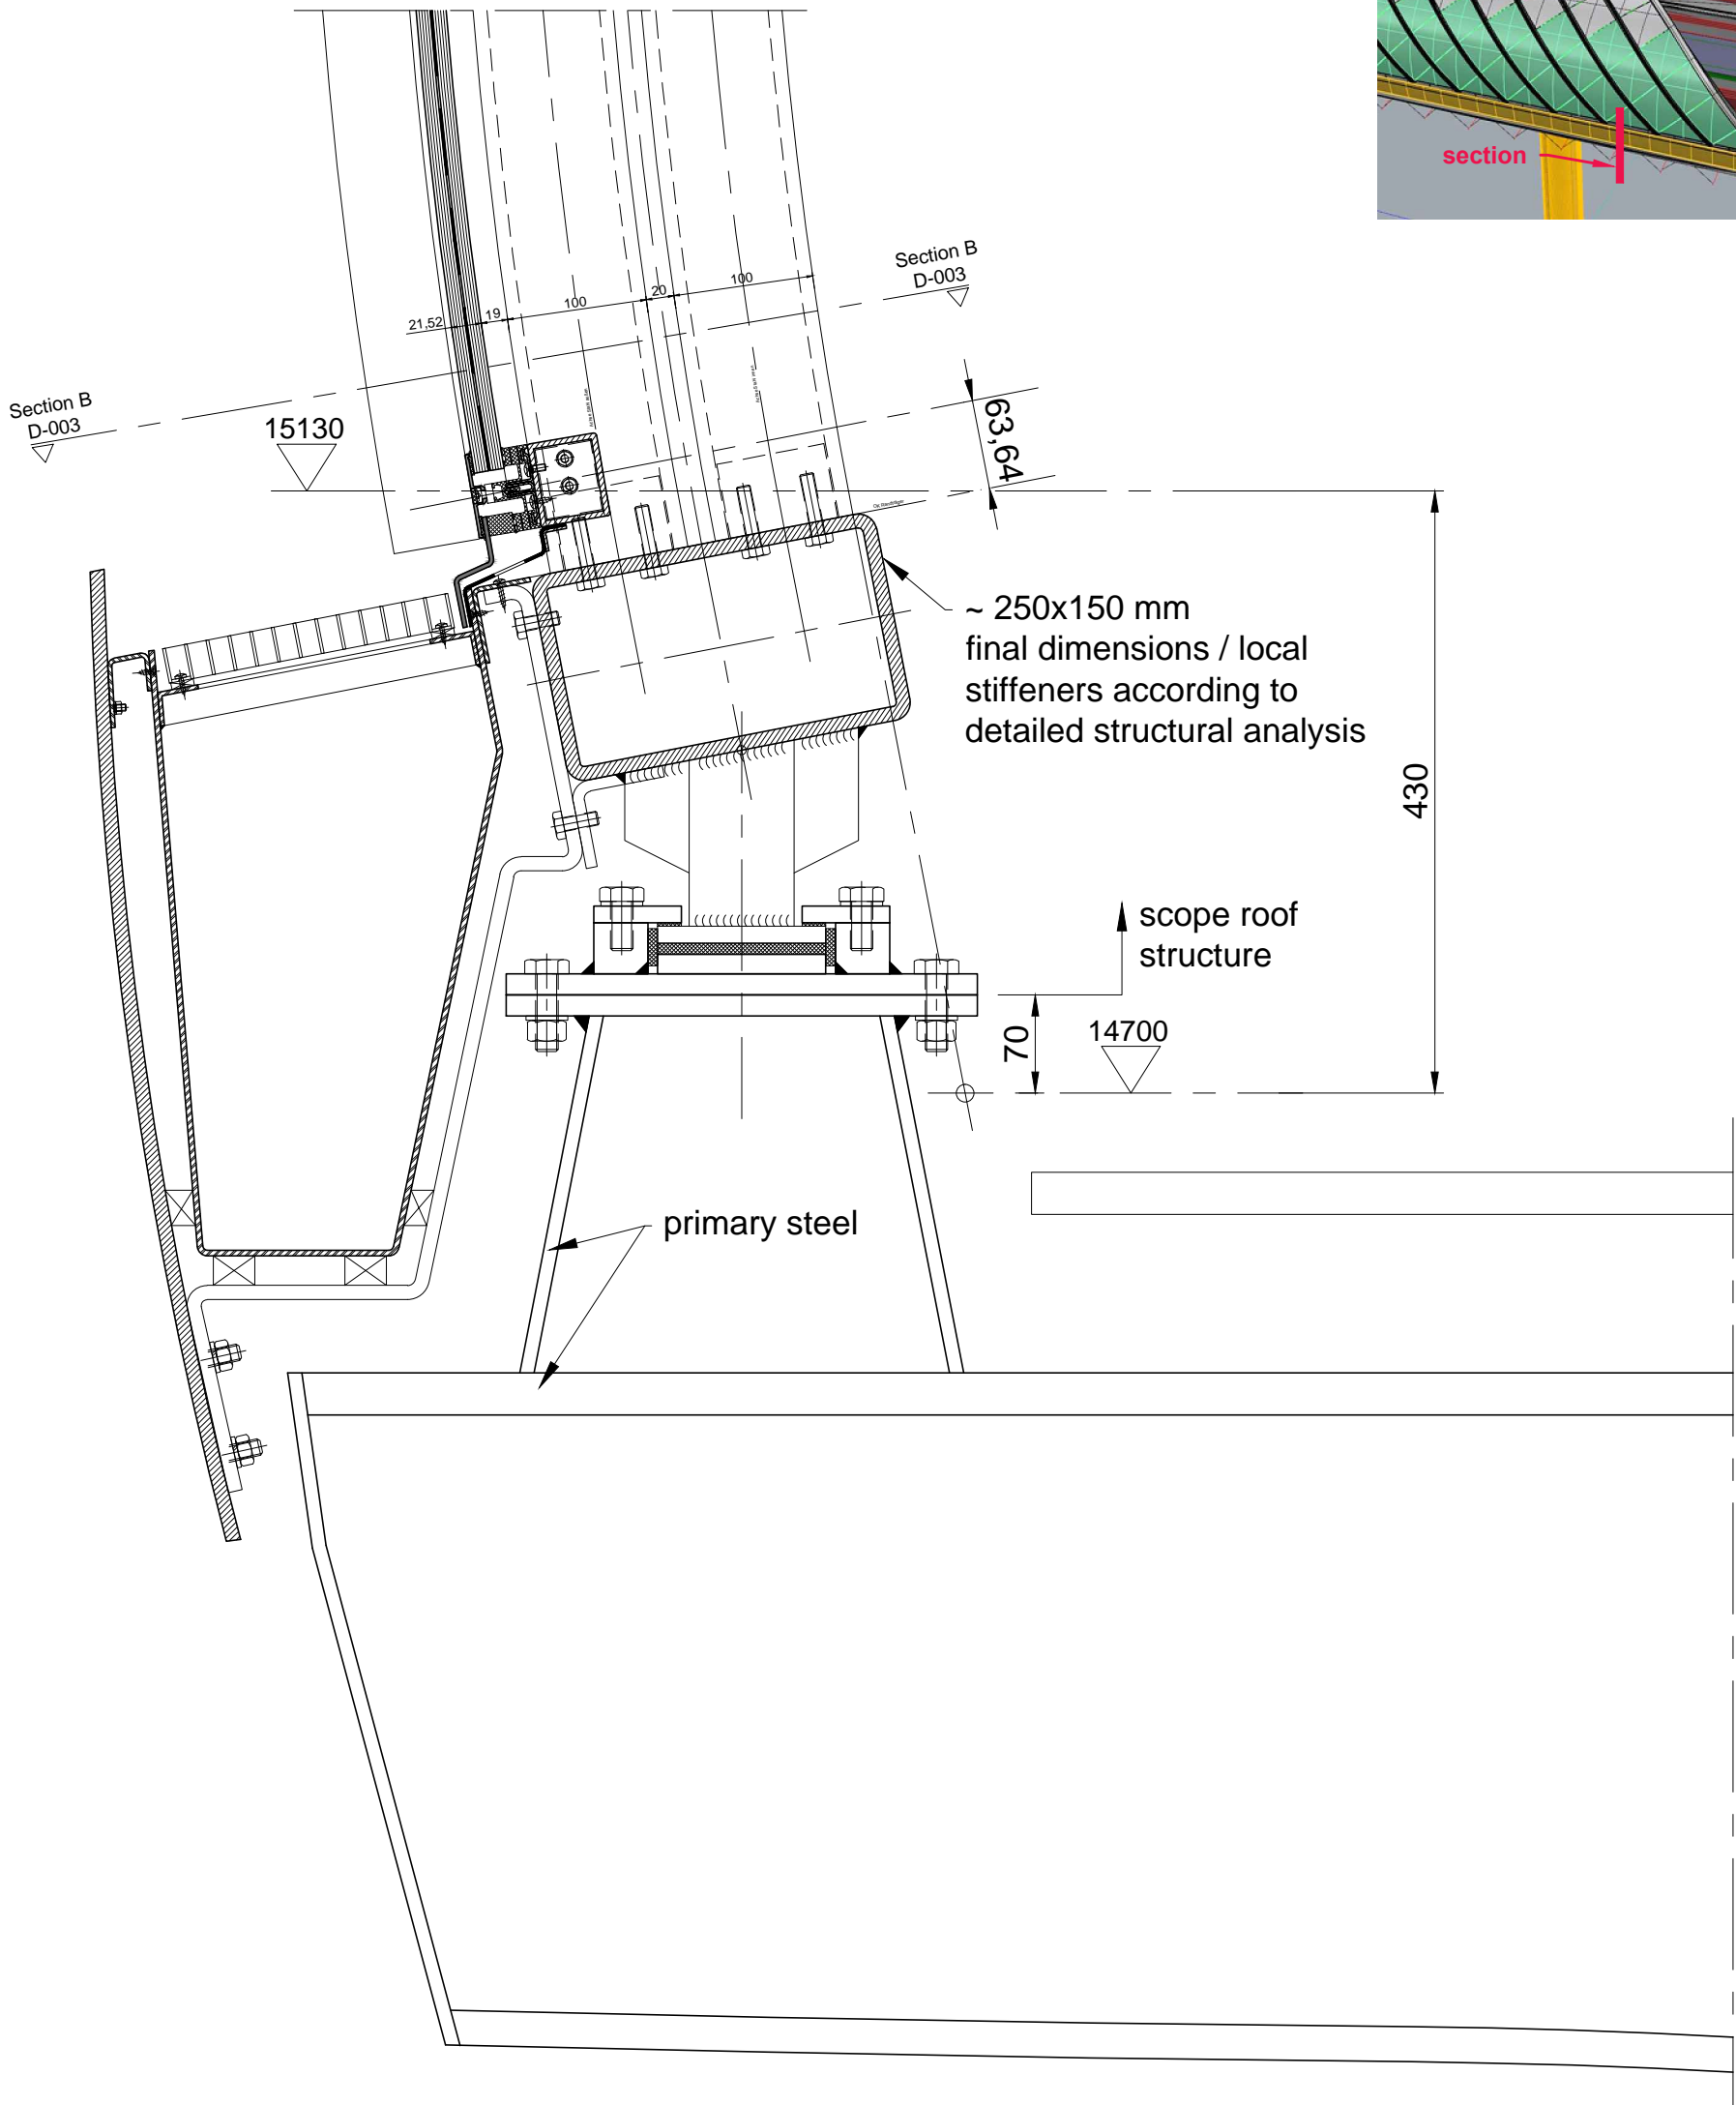 section
Section B
D-003
100
20
100
19
21,52
Section B
D-003
15130
63,64
~ 250x150 mm
final dimensions / local
stiffeners according to
detailed structural analysis
430
scope roof
structure
70
14700
primary steel